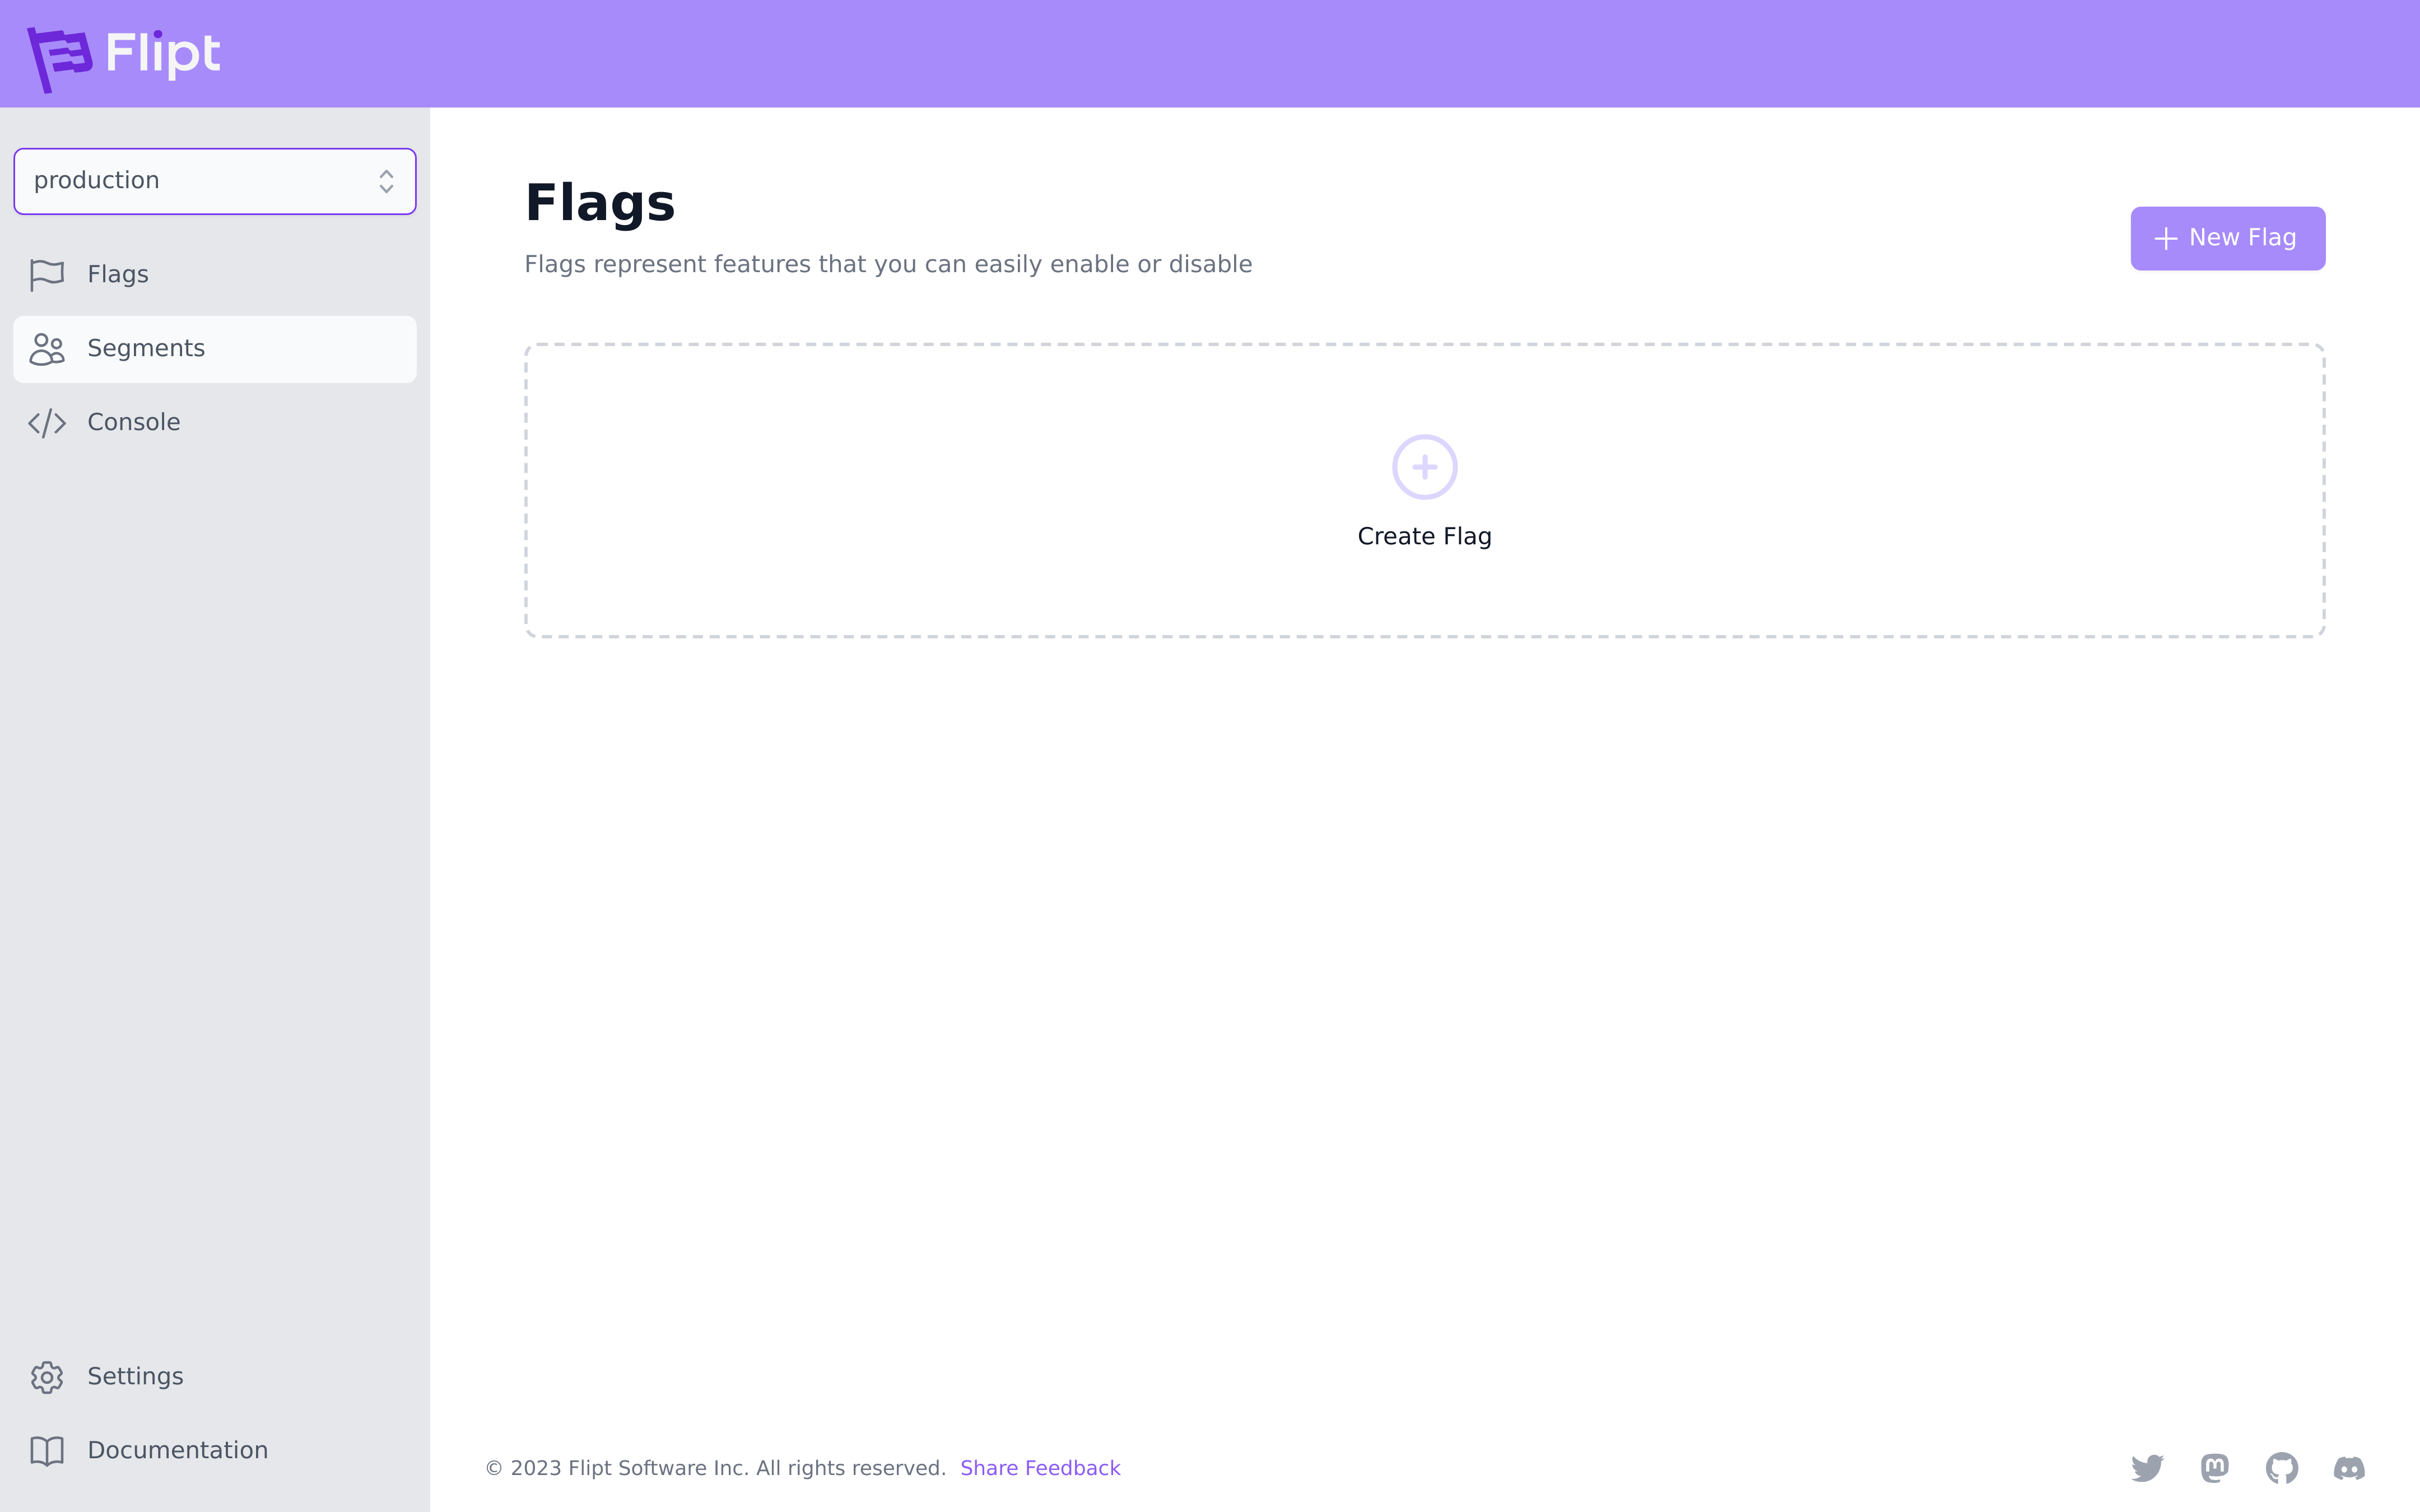 Flipt
production
Flags
Segments
Console
Settings
Documentation
Flags
Flags represent features that you can easily enable or disable
New Flag
Create Flag
© 2023 Flipt Software Inc. All rights reserved. Share Feedback